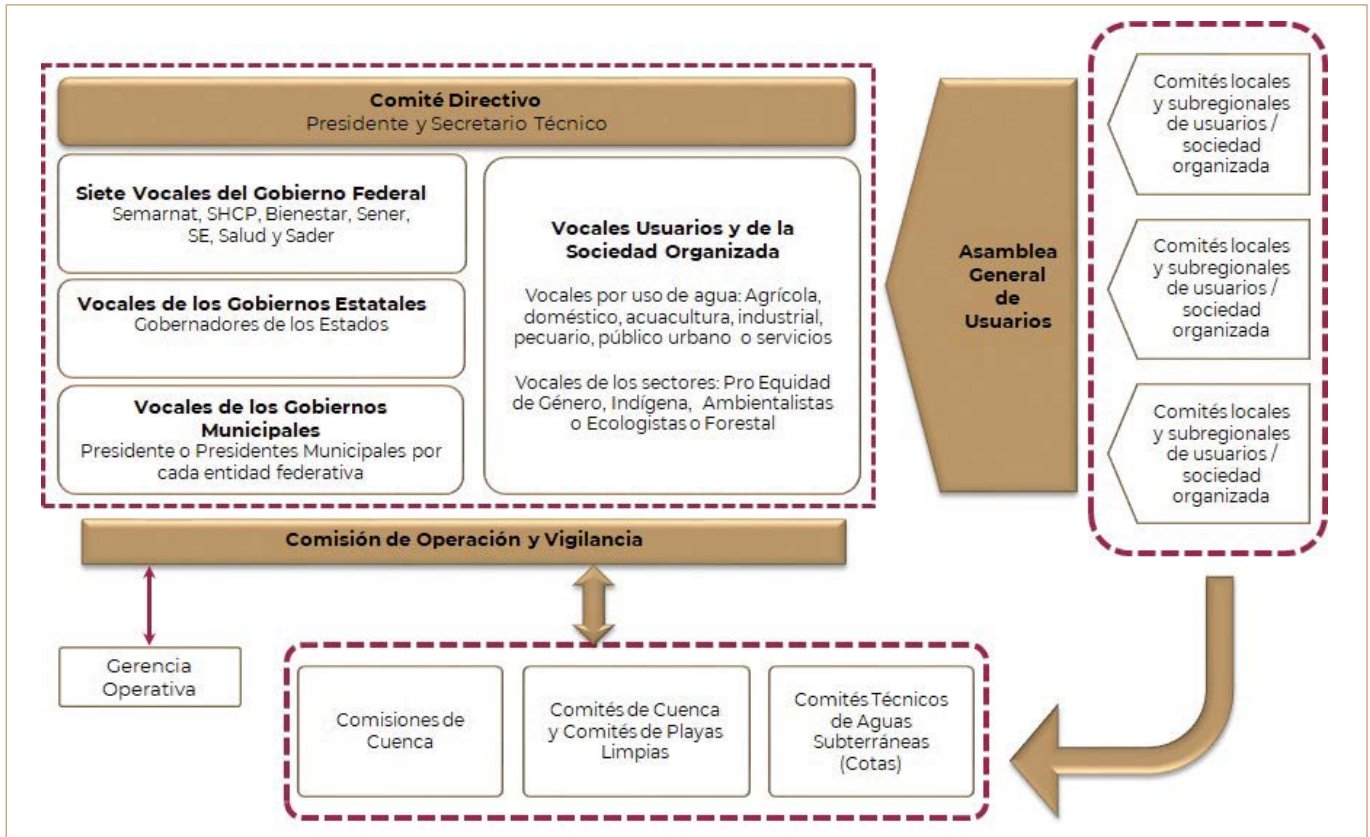 Comité Directivo
Presidente y Secretario Técnico
Siete Vocales del Gobierno Federal
Semarnat, SHCP, Bienestar, Sener,
SE, Salud y Sader
Vocales de los Gobiernos Estatales
Gobernadores de los Estados
Vocales de los Gobiernos
Municipales
Presidente o Presidentes Municipales por
cada entidad federativa
Vocales Usuarios y de la
Sociedad Organizada
Vocales por uso de agua: Agrícola,
doméstico, acuacultura, industrial,
pecuario, público urbano o servicios
Vocales de los sectores: Pro Equidad
de Género, Indígena, Ambientalistas
o Ecologistas o Forestal
Asamblea
General
de
Usuarios
Comités locales
y subregionales
de usuarios /
sociedad
organizada
Comités locales
y subregionales
de usuarios /
sociedad
organizada
Comités locales
y subregionales
de usuarios /
sociedad
organizada
Comisión de Operación y Vigilancia
Gerencia
Operativa
Comisiones de
Cuenca
Comités de Cuenca
y Comités de Playas
Limpias
Comités Técnicos
de Aguas
Subterráneas
(Cotas)